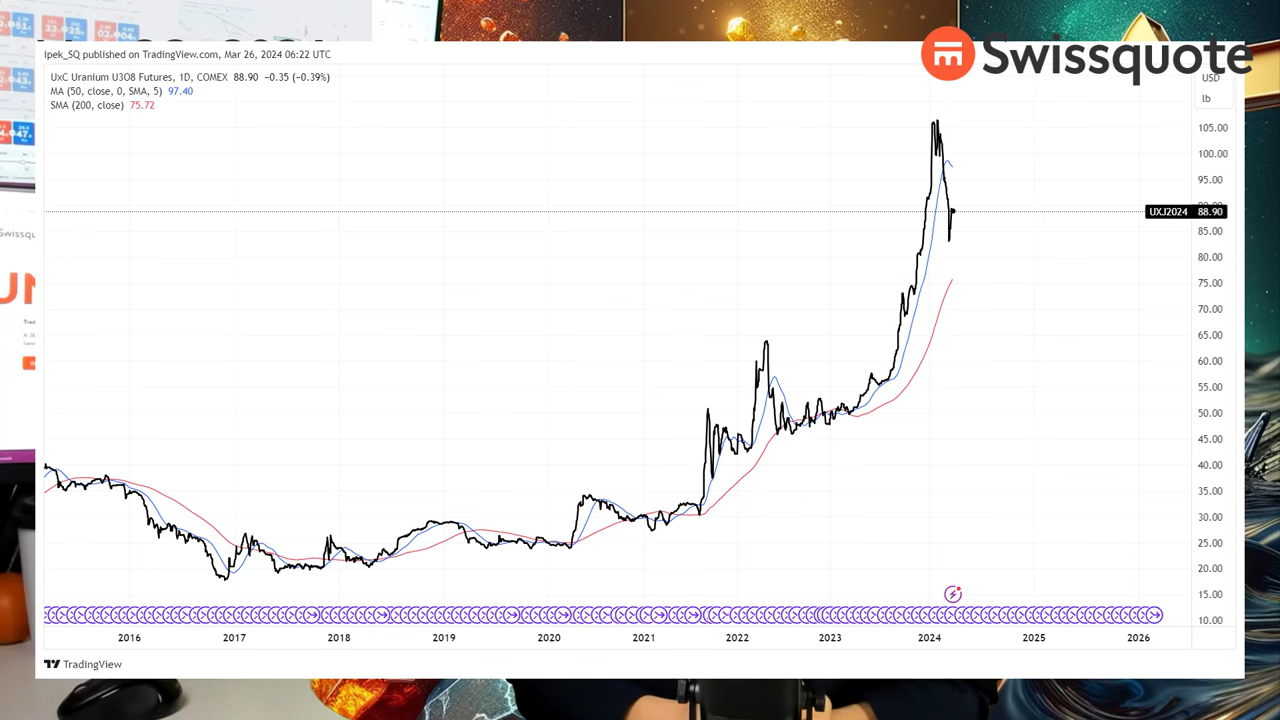 ipek_SQ published on TradingView.com, Mar 26, 2024 06:22 UTC
Swissquote
UxC Uranium U3O8 Futures, 1D, COMEX 88.90 −0.35 (−0.39%)
MA (50, close, 0, SMA, 5) 97.40
SMA (200, close) 75.72
USD
lb
105.00
100.00
95.00
UXJ2024 88.90
85.00
80.00
75.00
70.00
65.00
60.00
55.00
50.00
45.00
40.00
35.00
30.00
25.00
20.00
15.00
10.00
2016 2017 2018 2019 2020 2021 2022 2023 2024 2025 2026
TradingView